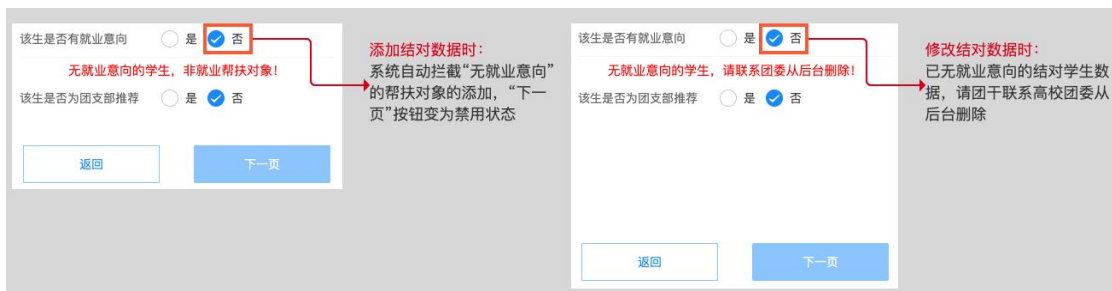 该生是否有就业意向 是 否
无就业意向的学生，非就业帮扶对象！
该生是否为团支部推荐 是 否
返回 下一页
添加结对数据时：
系统自动拦截“无就业意向”
的帮扶对象的添加，“下一
页”按钮变为禁用状态
该生是否有就业意向 是 否
无就业意向的学生，请联系团委从后台删除！
该生是否为团支部推荐 是 否
返回 下一页
修改结对数据时：
已无就业意向的结对学生数
据，请团干联系高校团委从
后台删除